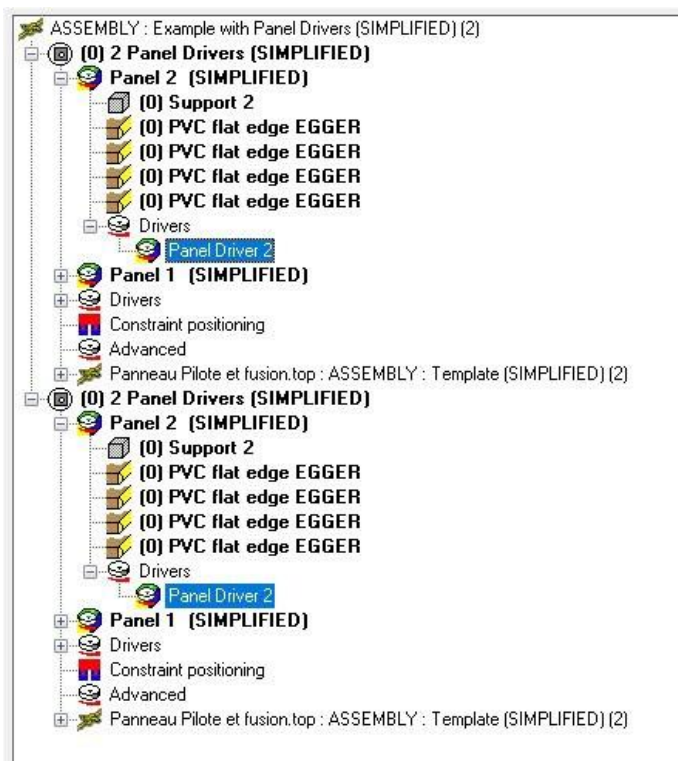 ASSEMBLY : Example with Panel Drivers (SIMPLIFIED) (2)
(0) 2 Panel Drivers (SIMPLIFIED)
Panel 2 (SIMPLIFIED)
(0) Support 2
(0) PVC flat edge EGGER
(0) PVC flat edge EGGER
(0) PVC flat edge EGGER
(0) PVC flat edge EGGER
Drivers
Panel Driver 2
Panel 1 (SIMPLIFIED)
Drivers
Constraint positioning
Advanced
Panneau Pilote et fusion.top : ASSEMBLY : Template (SIMPLIFIED) (2)
(0) 2 Panel Drivers (SIMPLIFIED)
Panel 2 (SIMPLIFIED)
(0) Support 2
(0) PVC flat edge EGGER
(0) PVC flat edge EGGER
(0) PVC flat edge EGGER
(0) PVC flat edge EGGER
Drivers
Panel Driver 2
Panel 1 (SIMPLIFIED)
Drivers
Constraint positioning
Advanced
Panneau Pilote et fusion.top : ASSEMBLY : Template (SIMPLIFIED) (2)